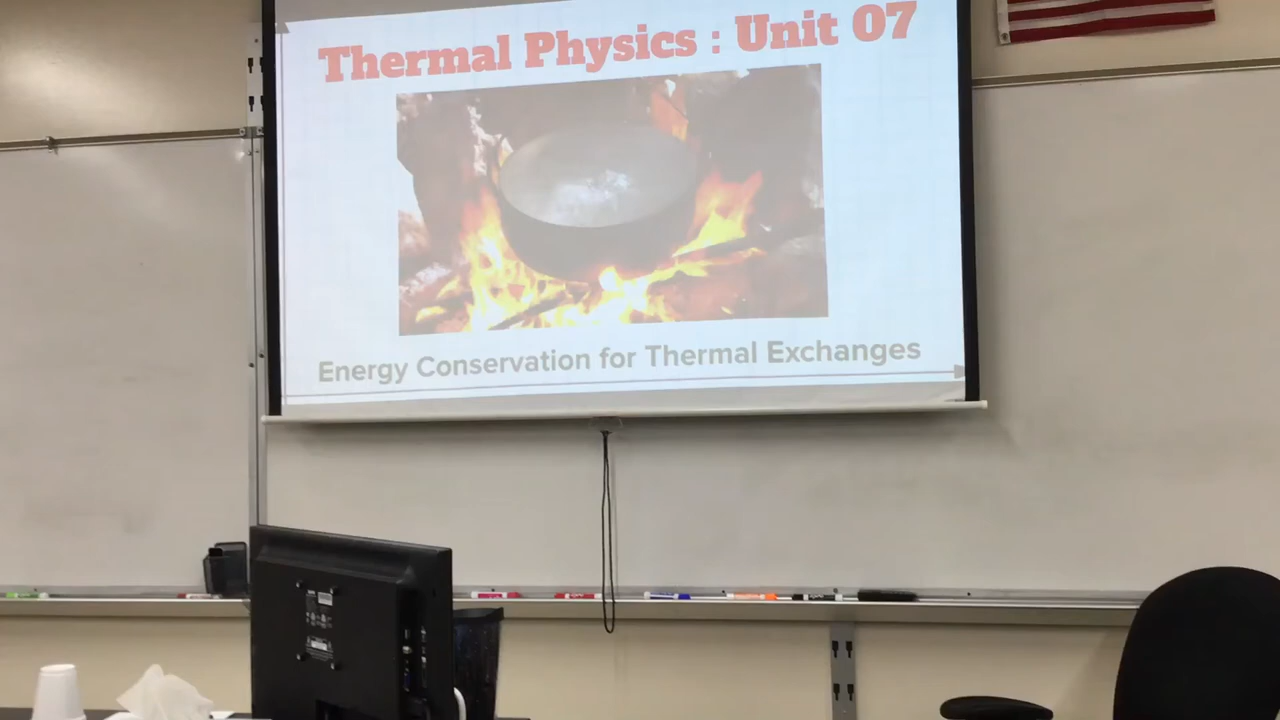 Thermal Physics : Unit 07
Energy Conservation for Thermal Exchanges